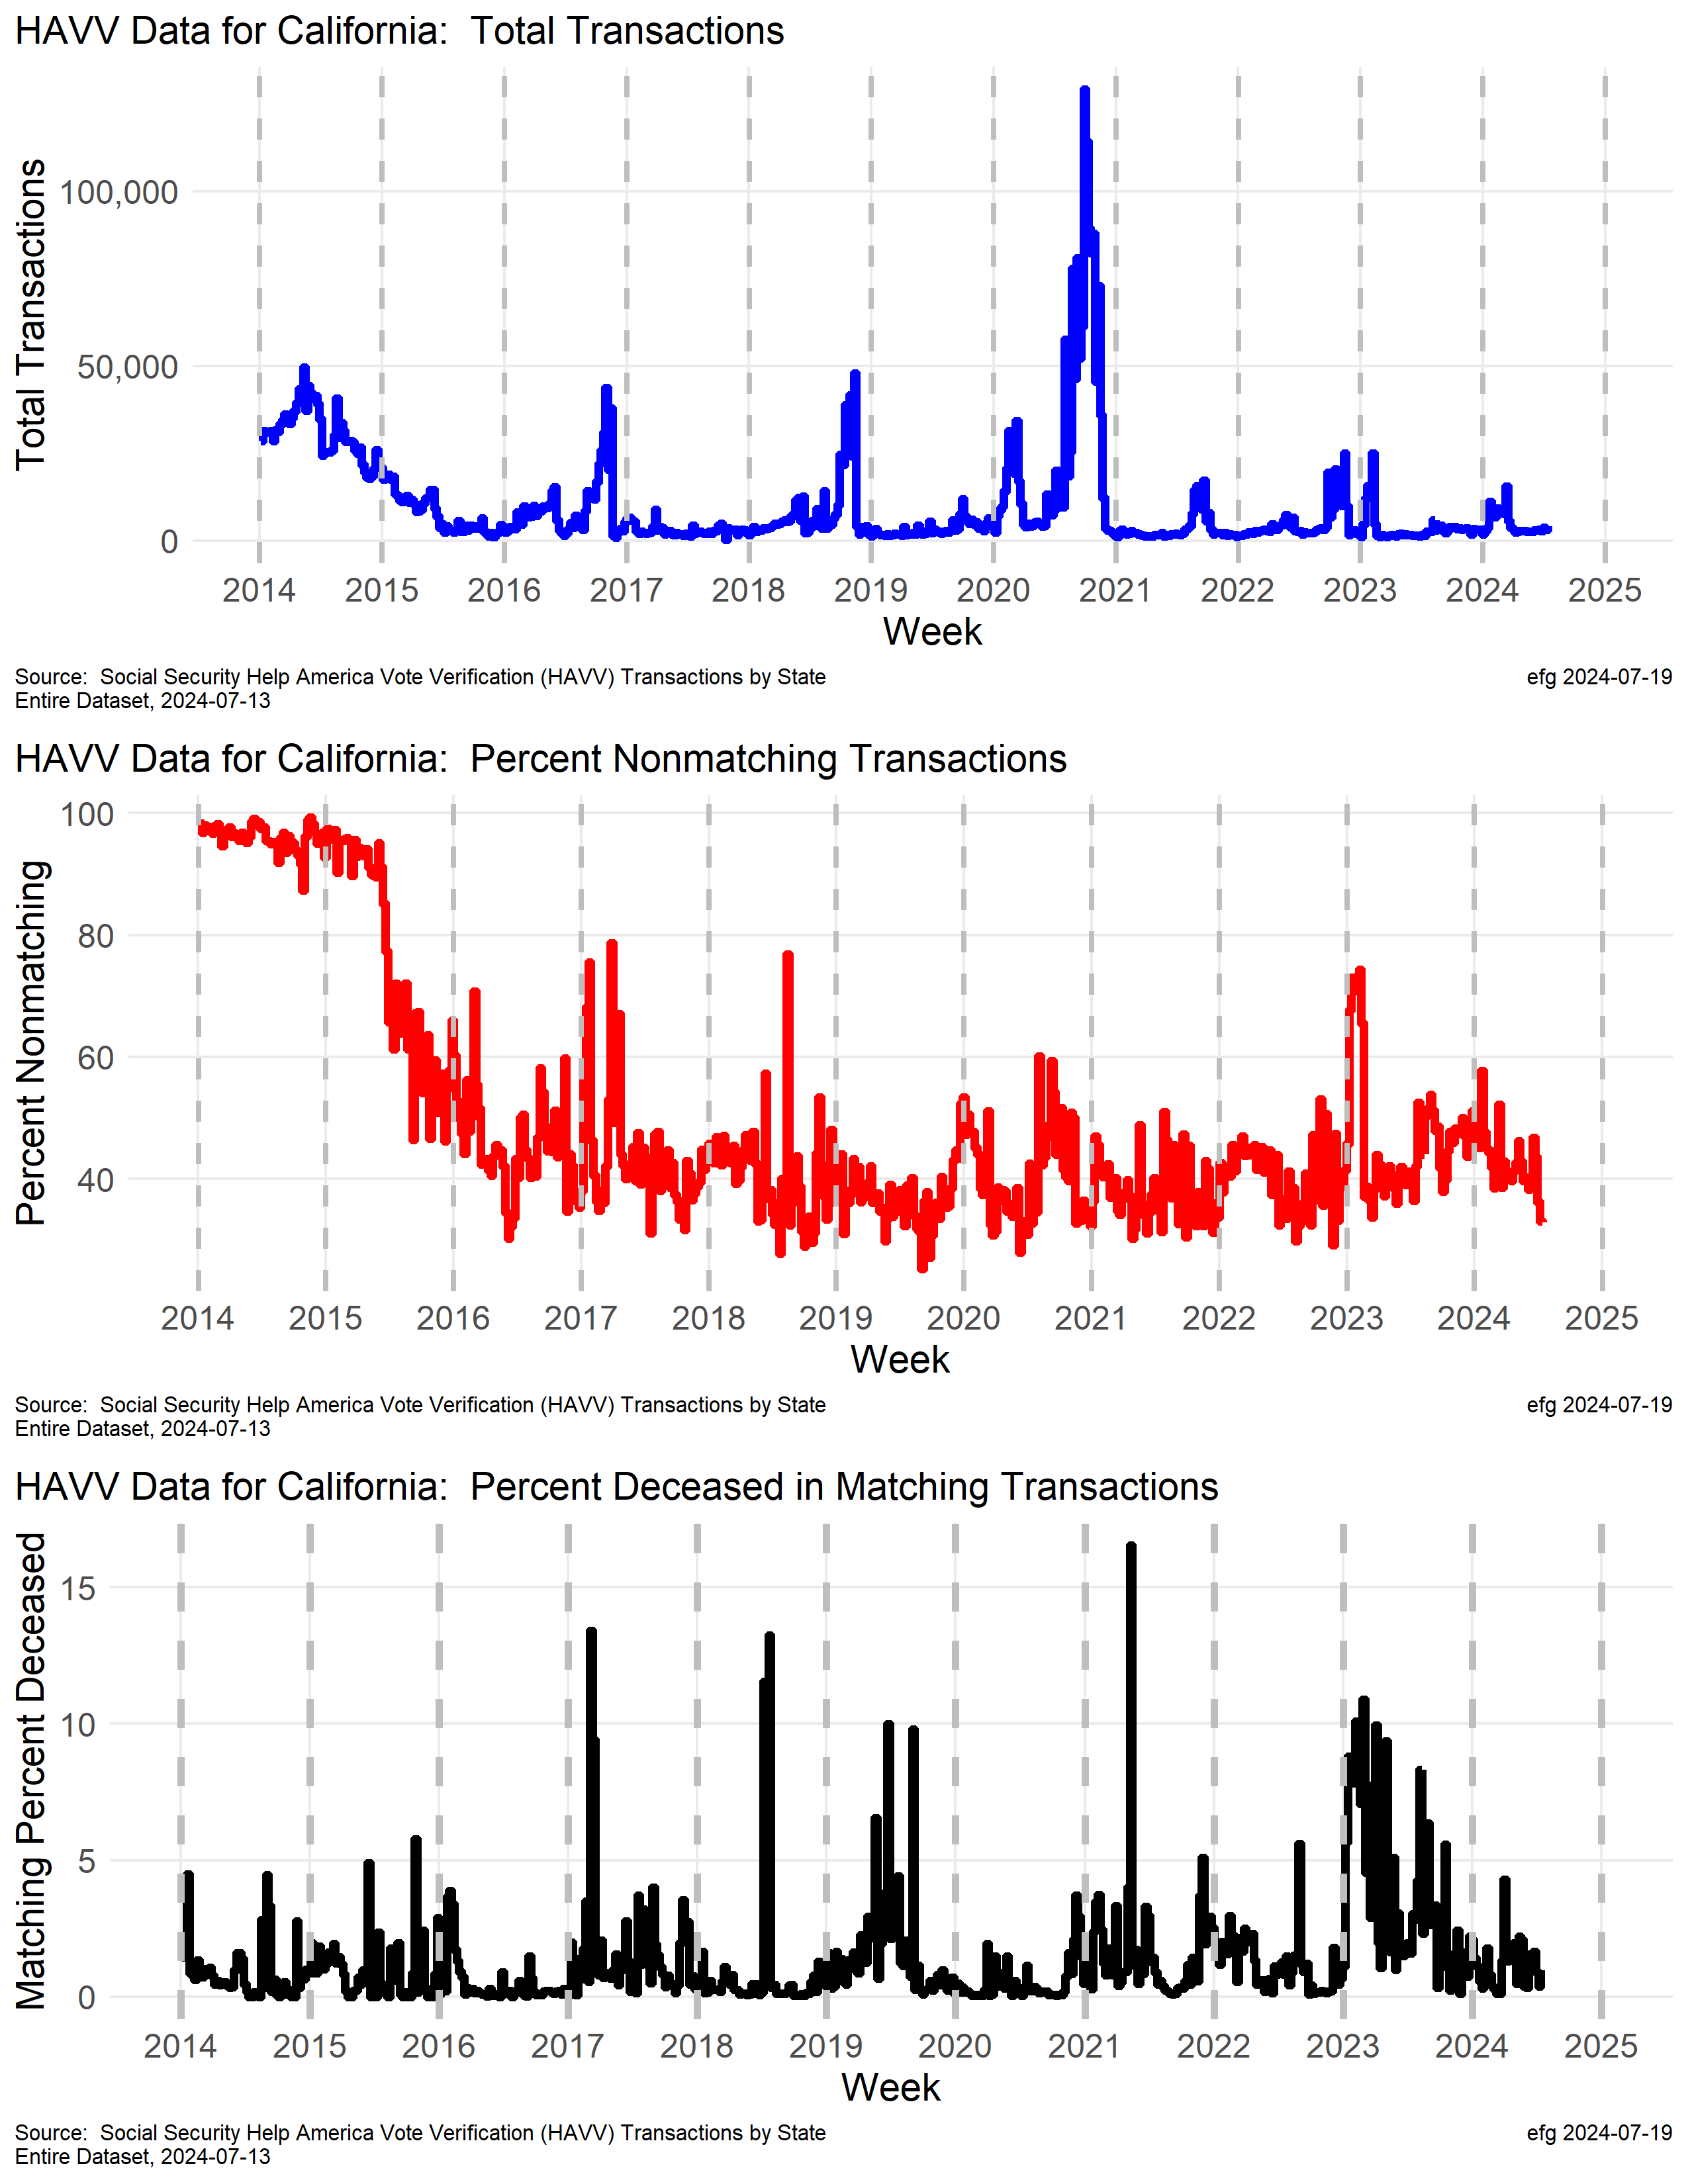 HAVV Data for California:  Total Transactions
Total Transactions
100,000
50,000
0
2014 2015 2016 2017 2018 2019 2020 2021 2022 2023 2024 2025
Week
Source:  Social Security Help America Vote Verification (HAVV) Transactions by State
Entire Dataset, 2024-07-13
efg 2024-07-19
HAVV Data for California:  Percent Nonmatching Transactions
Percent Nonmatching
100
80
60
40
2014 2015 2016 2017 2018 2019 2020 2021 2022 2023 2024 2025
Week
Source:  Social Security Help America Vote Verification (HAVV) Transactions by State
Entire Dataset, 2024-07-13
efg 2024-07-19
HAVV Data for California:  Percent Deceased in Matching Transactions
Matching Percent Deceased
15
10
5
0
2014 2015 2016 2017 2018 2019 2020 2021 2022 2023 2024 2025
Week
Source:  Social Security Help America Vote Verification (HAVV) Transactions by State
Entire Dataset, 2024-07-13
efg 2024-07-19